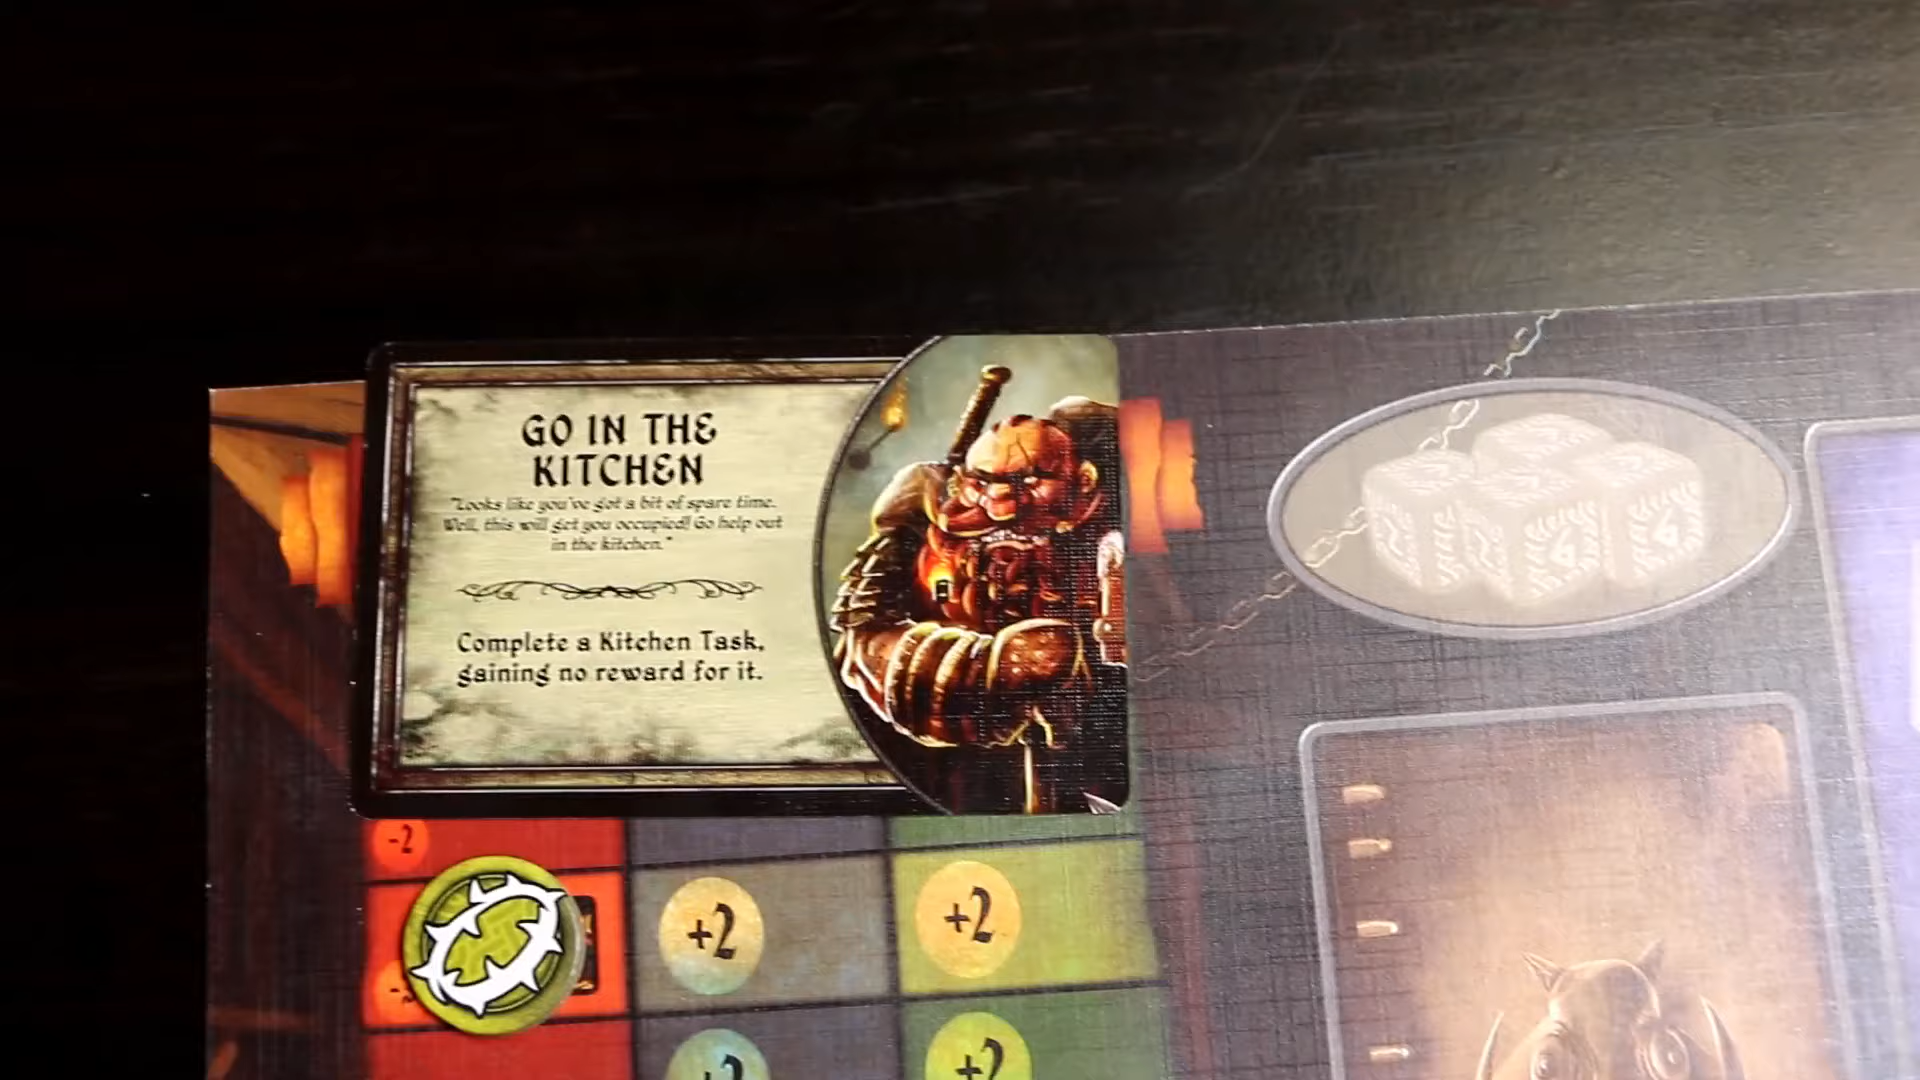 GO IN THE
KITCHEN
"Looks like you've got a bit of spare time.
Well, this will get you occupied! Go help out
in the kitchen."
Complete a Kitchen Task,
gaining no reward for it.
-2
+2
+2
+2